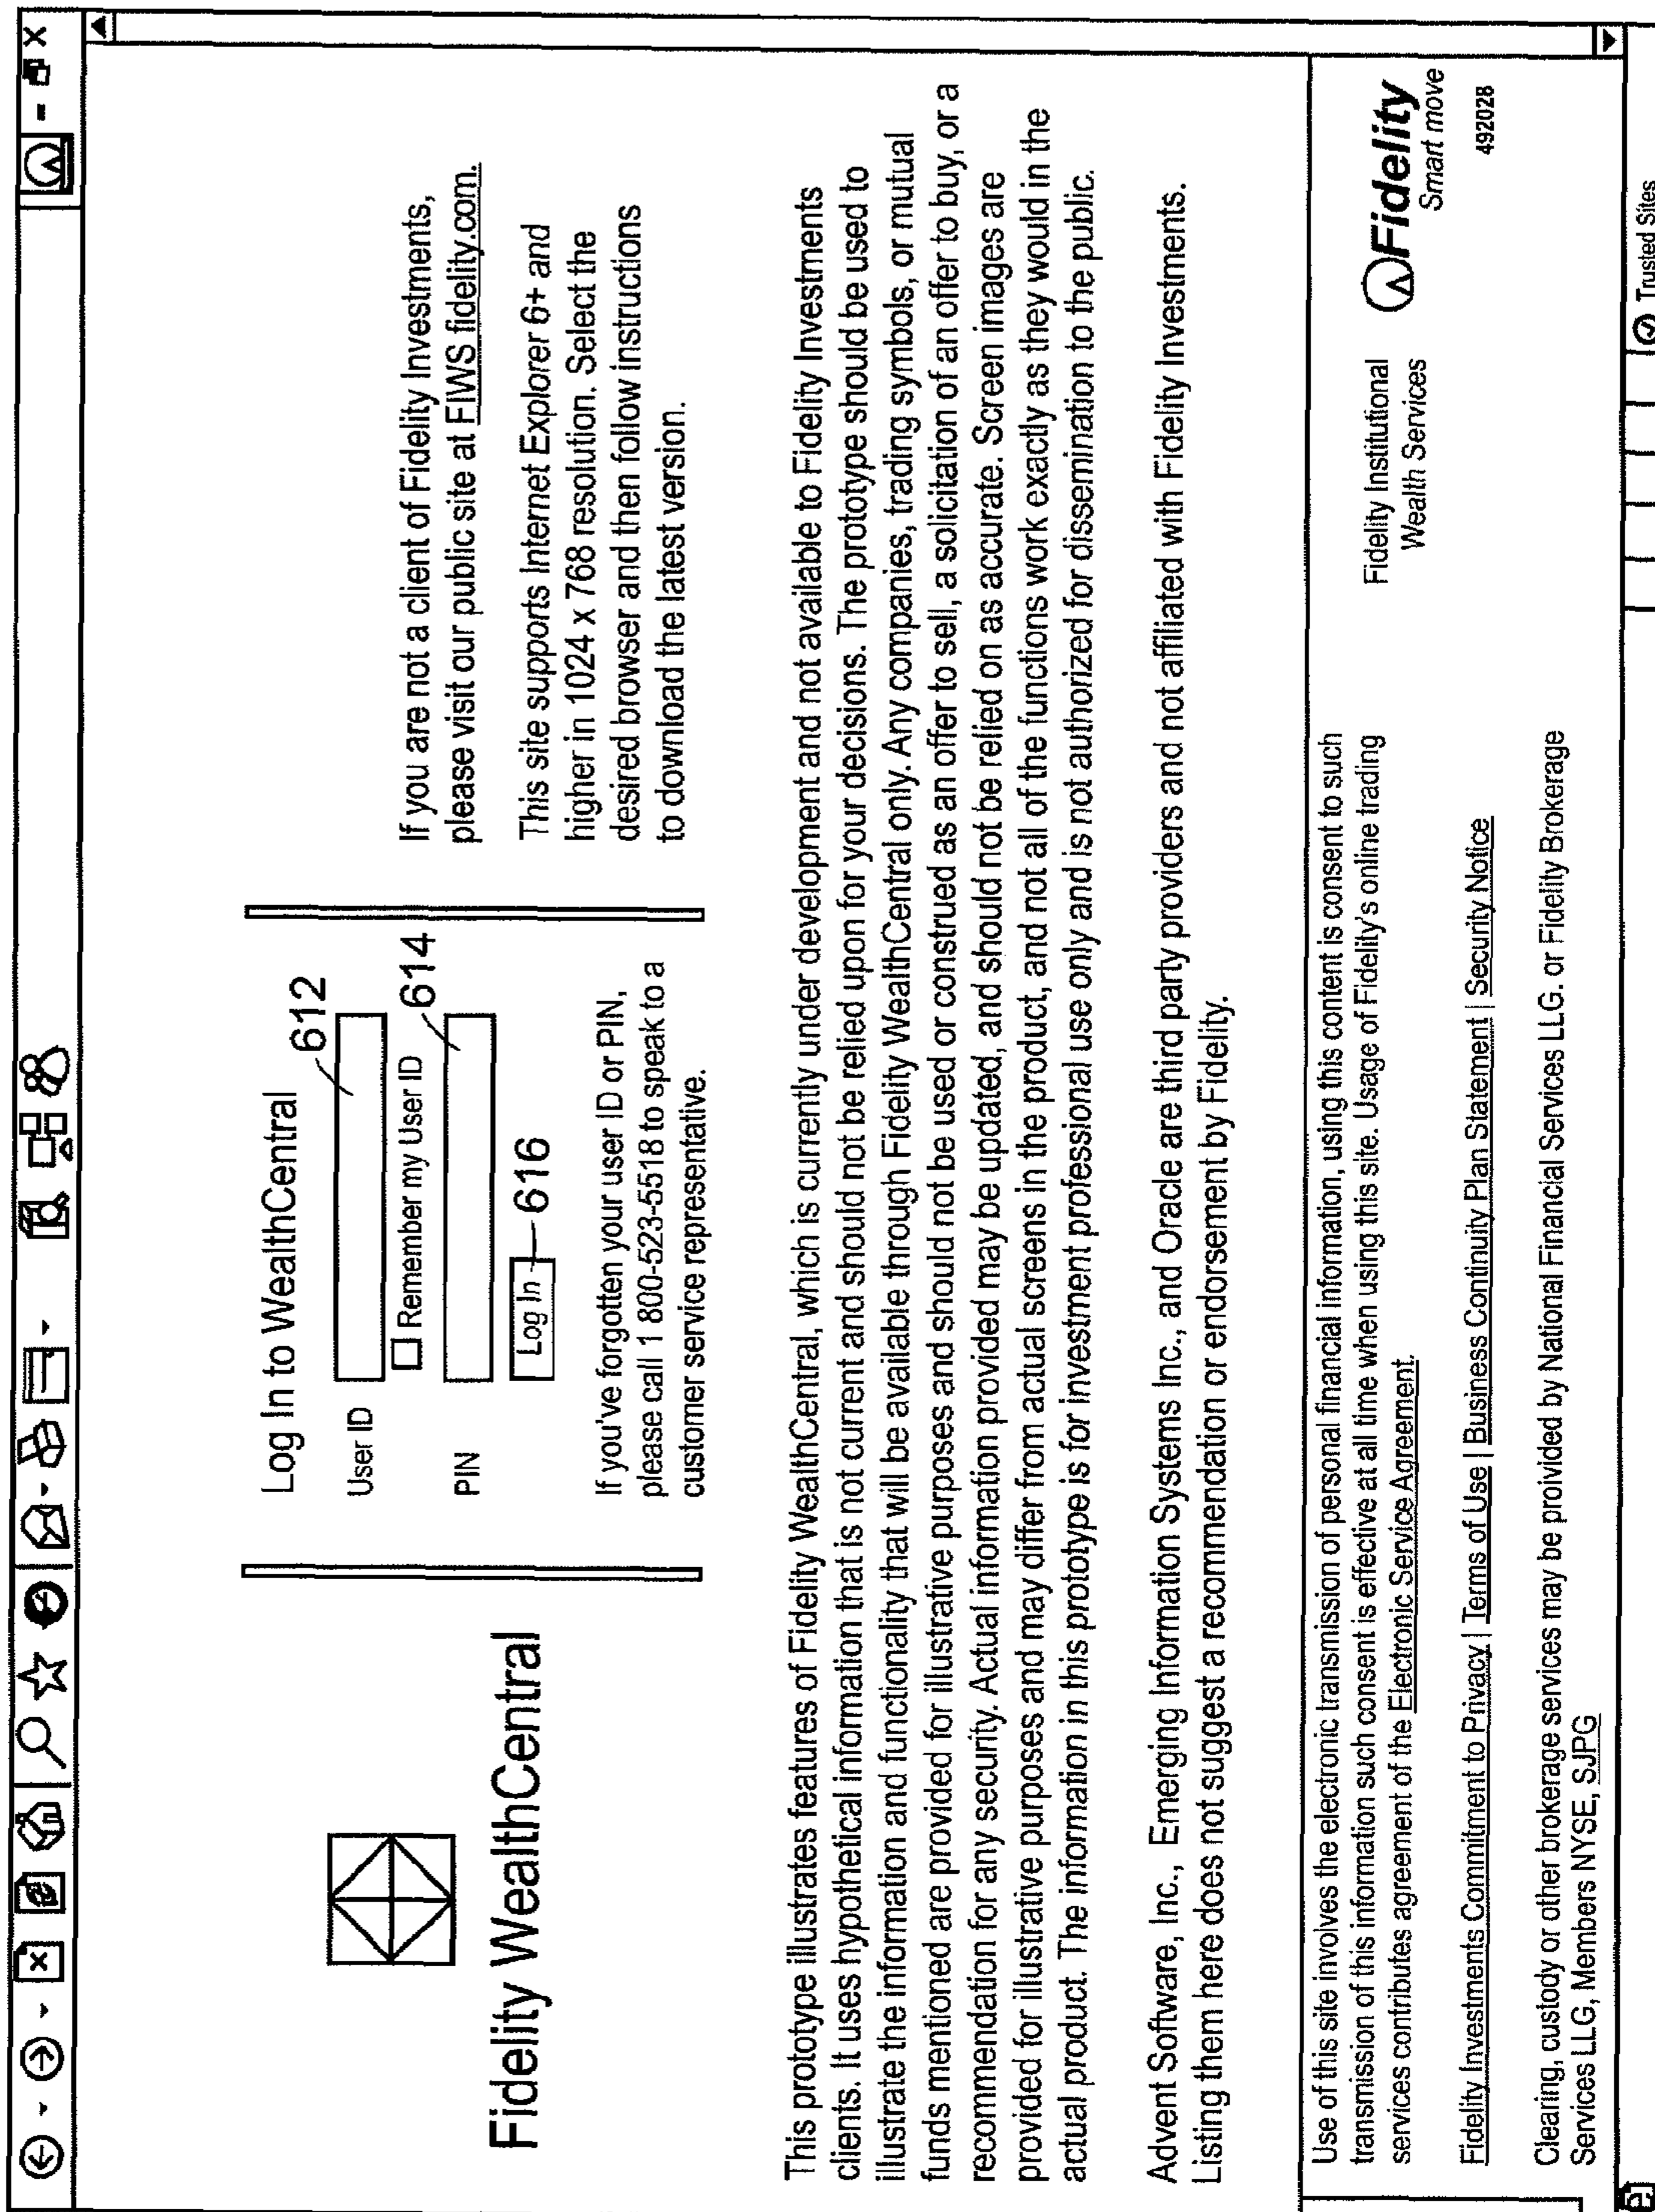 Fidelity WealthCentral
Log In to WealthCentral
612
User ID
Remember my User ID
614
PIN
Log In
616
If you've forgotten your user ID or PIN,
please call 1 800-523-5518 to speak to a
customer service representative.
If you are not a client of Fidelity Investments,
please visit our public site at FIWS fidelity.com.
This site supports Internet Explorer 6+ and
higher in 1024 x 768 resolution. Select the
desired browser and then follow instructions
to download the latest version.
This prototype illustrates features of Fidelity WealthCentral, which is currently under development and not available to Fidelity Investments
clients. It uses hypothetical information that is not current and should not be relied upon for your decisions. The prototype should be used to
illustrate the information and functionality that will be available through Fidelity WealthCentral only. Any companies, trading symbols, or mutual
funds mentioned are provided for illustrative purposes and should not be used or construed as an offer to sell, a solicitation of an offer to buy, or a
recommendation for any security. Actual information provided may be updated, and should not be relied on as accurate. Screen images are
provided for illustrative purposes and may differ from actual screens in the product, and not all of the functions work exactly as they would in the
actual product. The information in this prototype is for investment professional use only and is not authorized for dissemination to the public.
Advent Software, Inc., Emerging Information Systems Inc., and Oracle are third party providers and not affiliated with Fidelity Investments.
Listing them here does not suggest a recommendation or endorsement by Fidelity.
Use of this site involves the electronic transmission of personal financial information, using this content is consent to such
transmission of this information such consent is effective at all time when using this site. Usage of Fidelity's online trading
services contributes agreement of the Electronic Service Agreement.
Fidelity Investments Commitment to Privacy | Terms of Use | Business Continuity Plan Statement | Security Notice
Clearing, custody or other brokerage services may be proivided by National Financial Services LLG. or Fidelity Brokerage
Services LLG, Members NYSE, SJPG
Fidelity Institutional
Wealth Services
Fidelity
Smart move
492028
Trusted Sites